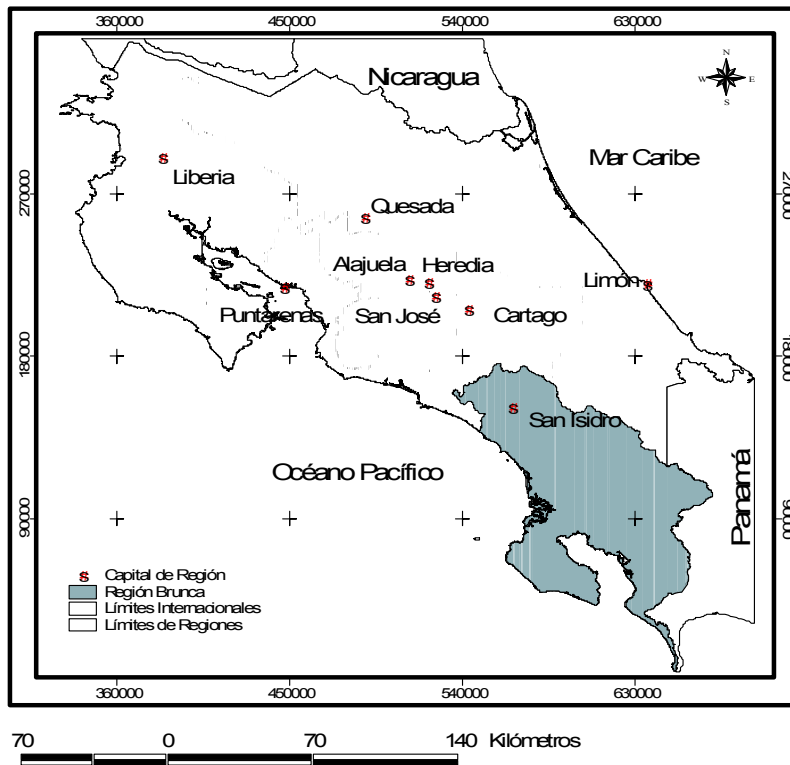 360000 450000 540000 630000
N
W E
S
Nicaragua
Mar Caribe
Liberia
270000 270000
Quesada
Alajuela Heredia
Limón
Puntarenas San José Cartago
180000 180000
San Isidro
Océano Pacífico
Panamá
90000 90000
$ Capital de Región
Región Brunca
Límites Internacionales
Límites de Regiones
360000 450000 540000 630000
70 0 70 140 Kilómetros